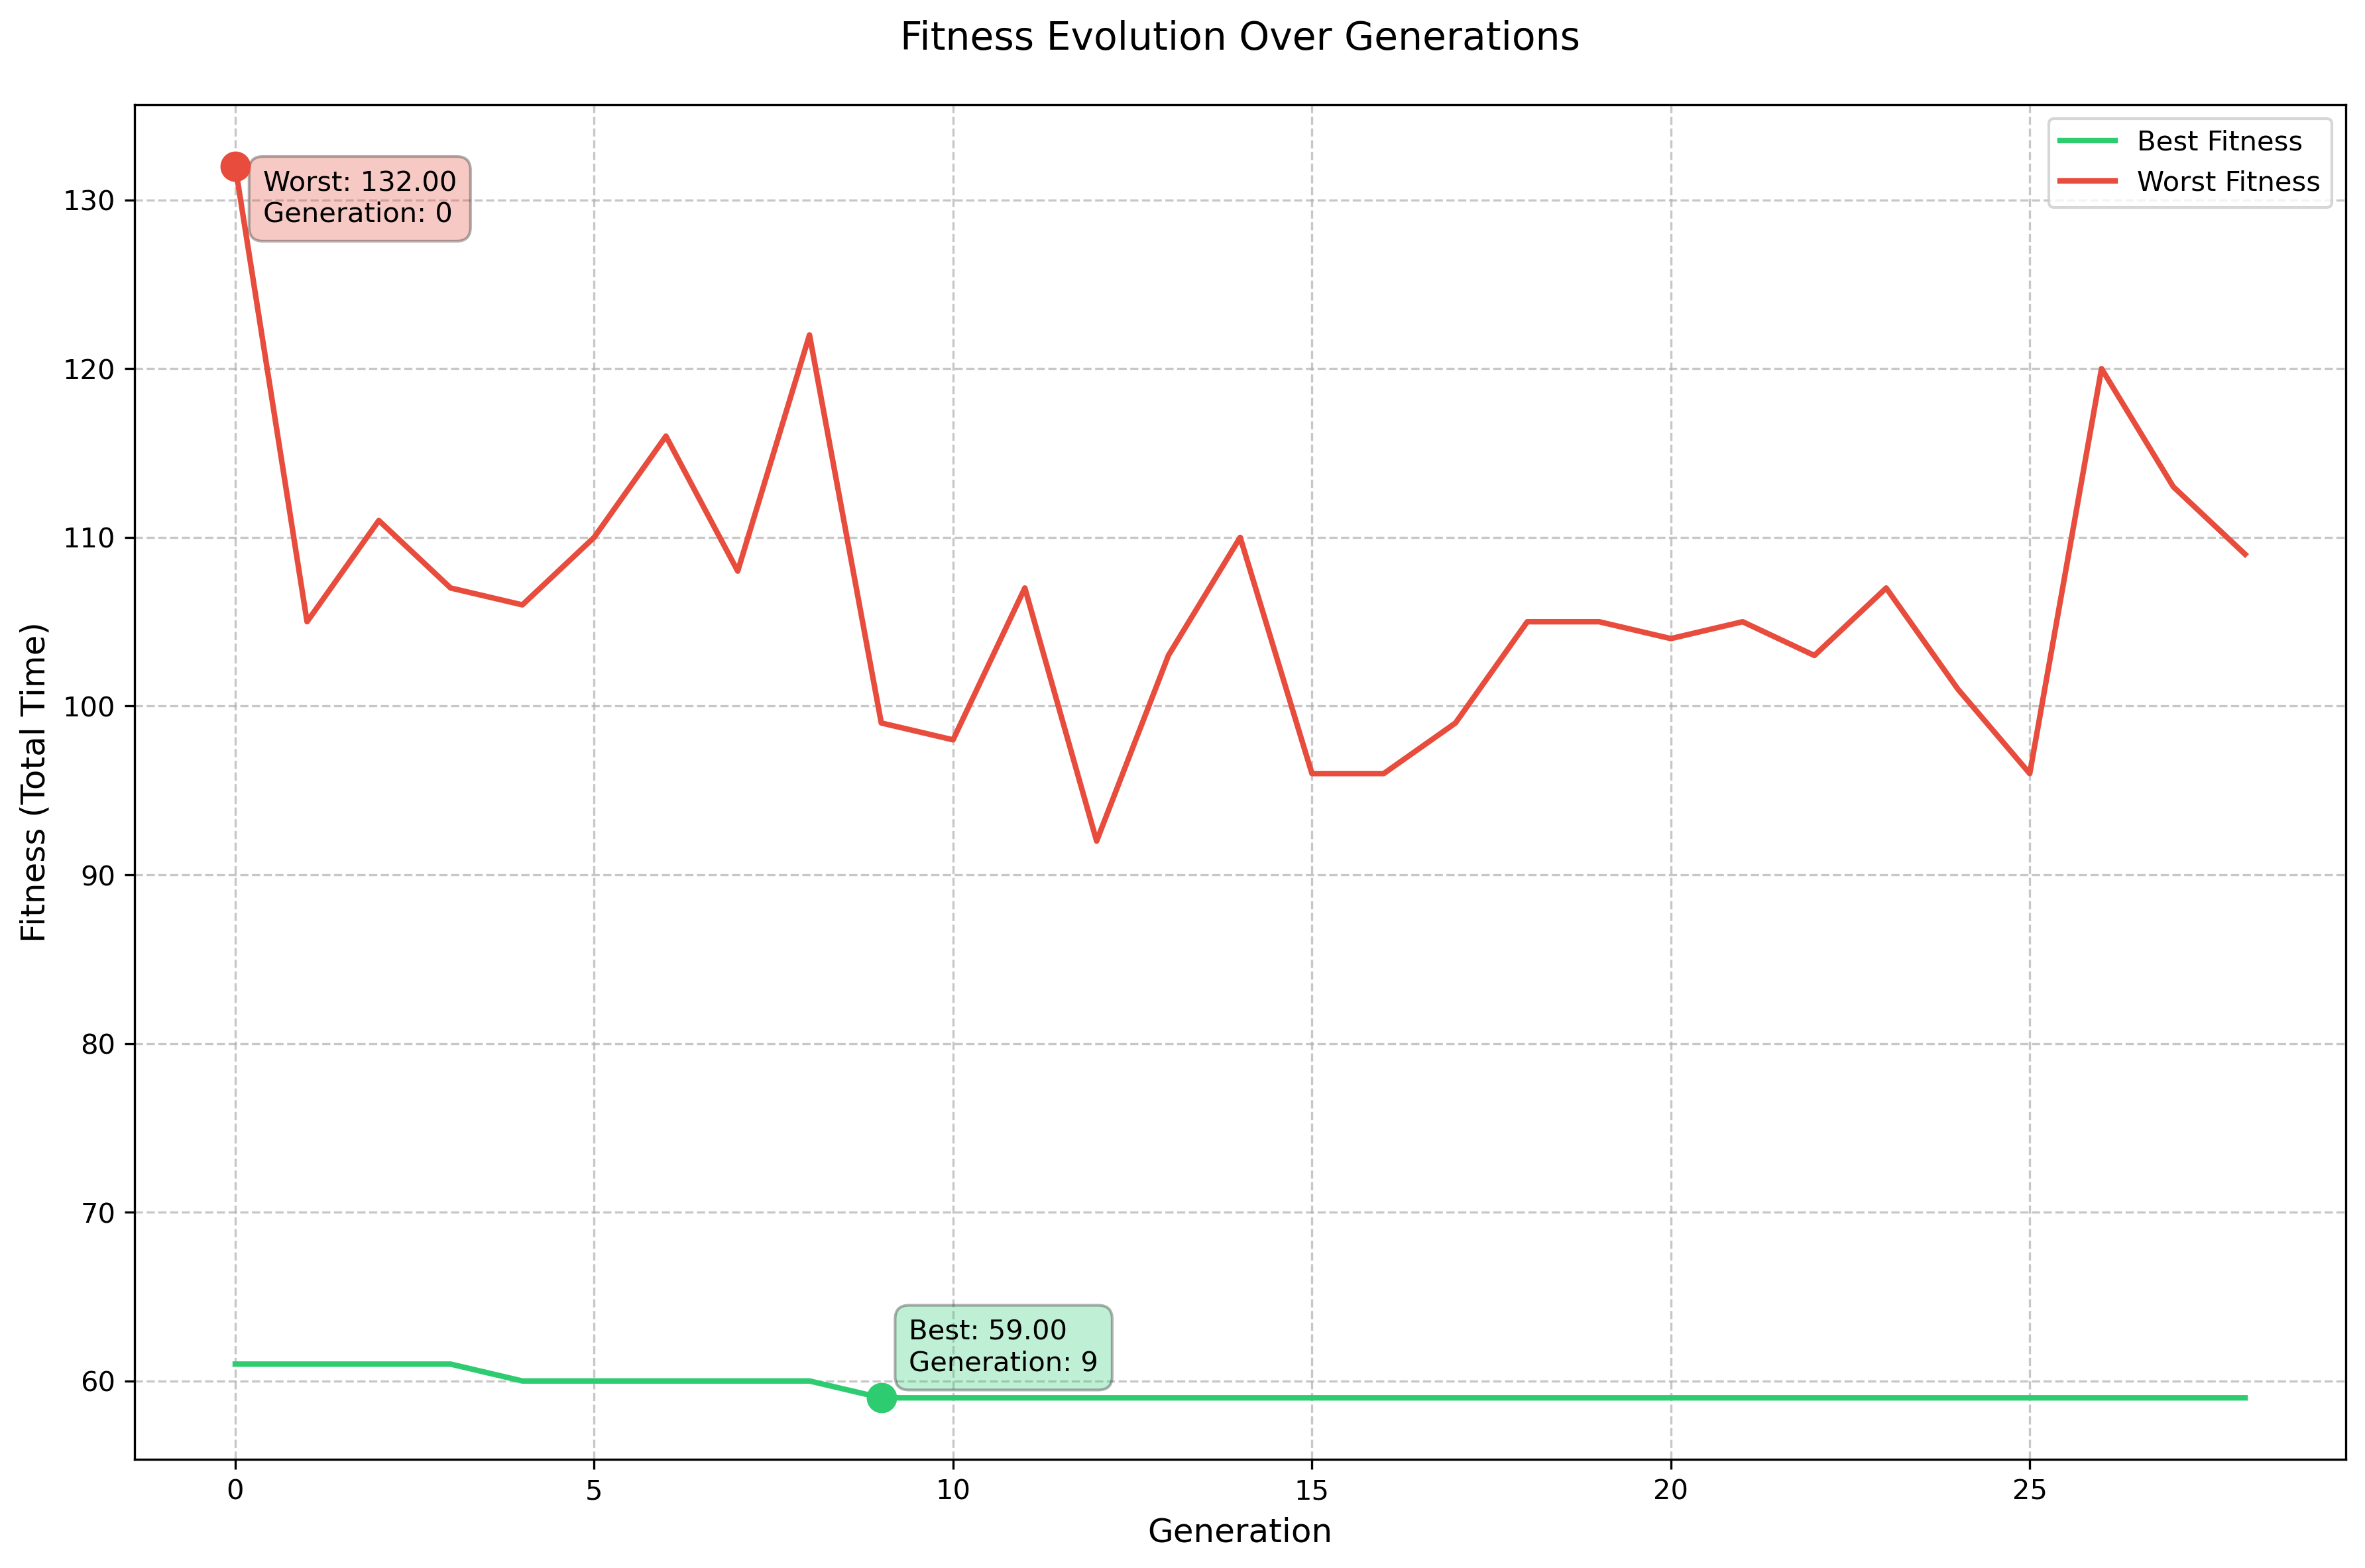 Fitness Evolution Over Generations
Best Fitness
Worst Fitness
Worst: 132.00
Generation: 0
Best: 59.00
Generation: 9
Fitness (Total Time)
130
120
110
100
90
80
70
60
0 5 10 15 20 25
Generation